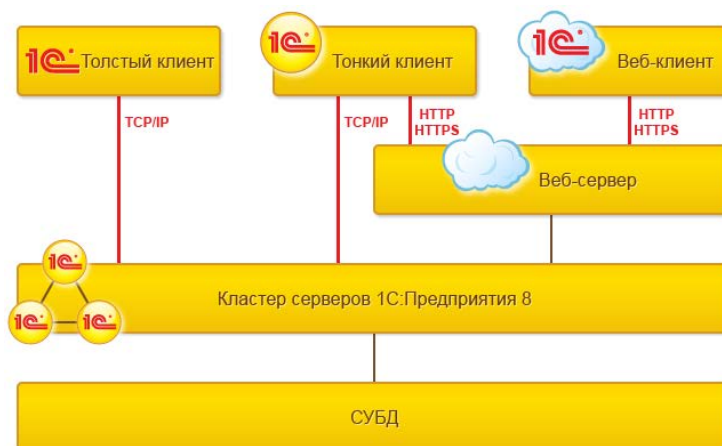 1С Толстый клиент
1С
Тонкий клиент
1С
Веб-клиент
TCP/IP
TCP/IP
HTTP
HTTPS
HTTP
HTTPS
Веб-сервер
1С
Кластер серверов 1С:Предприятия 8
1С
1С
СУБД